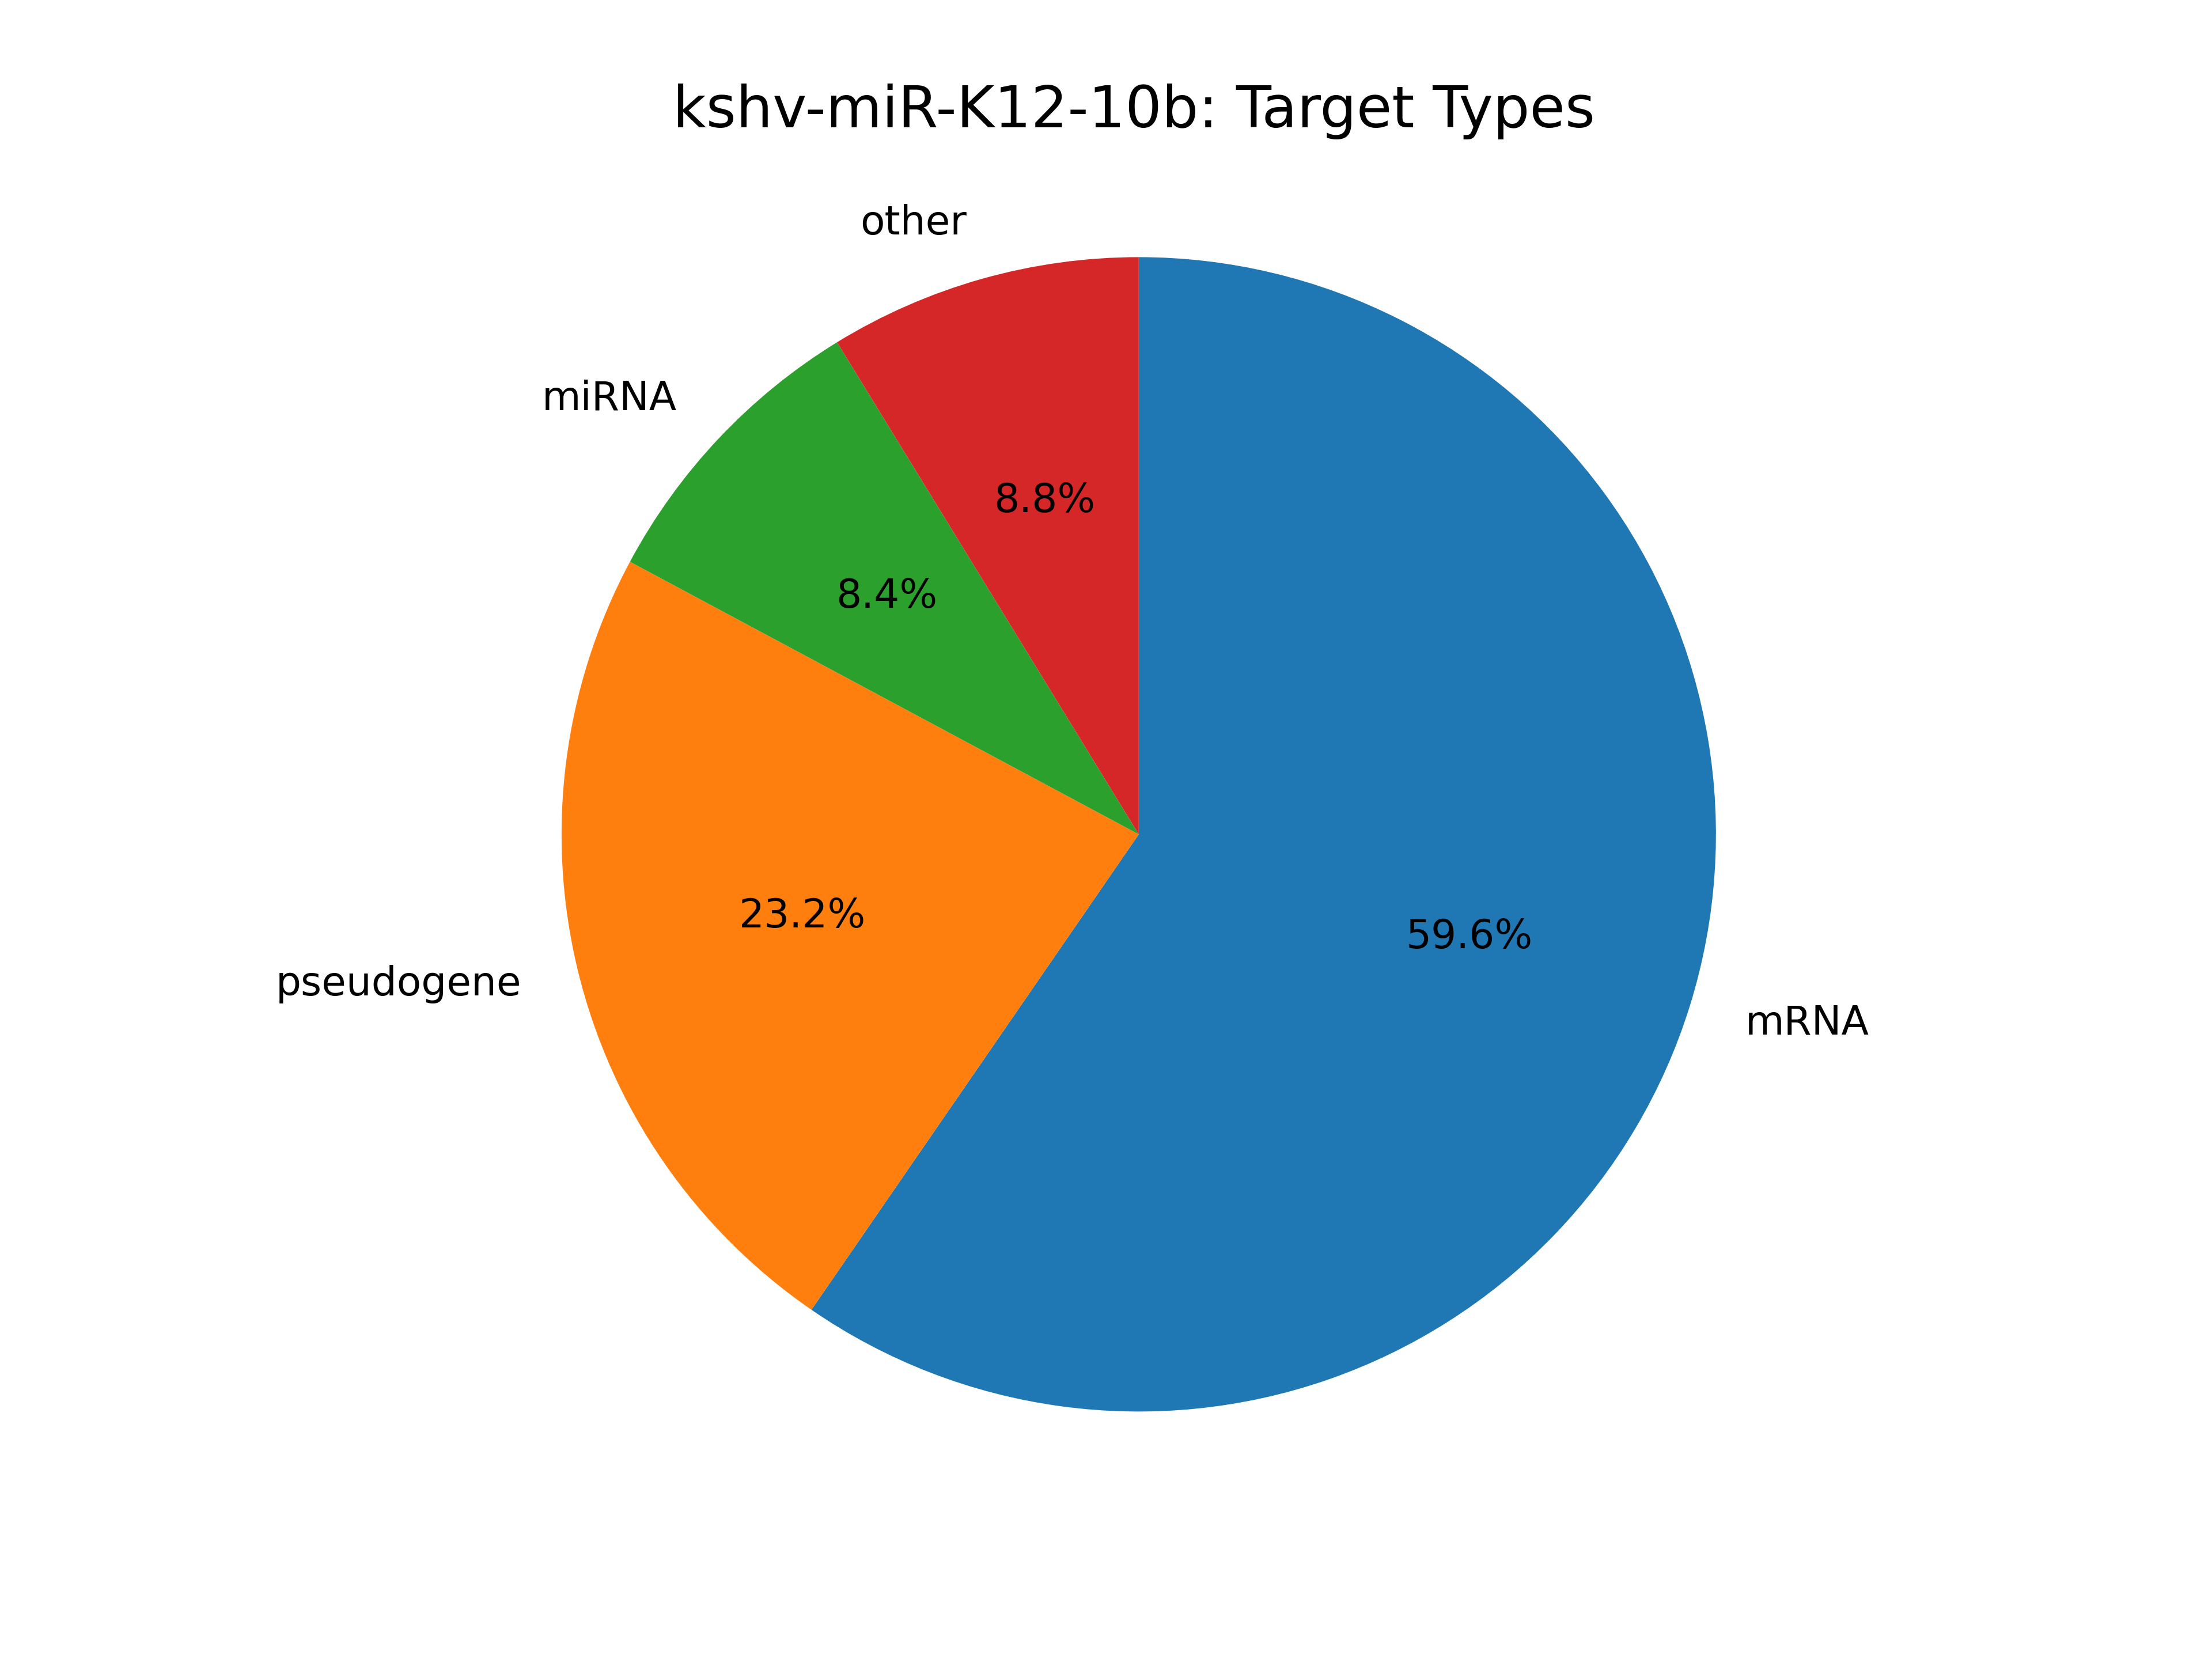 kshv-miR-K12-10b: Target Types
other
miRNA
8.8%
8.4%
23.2%
59.6%
pseudogene
mRNA